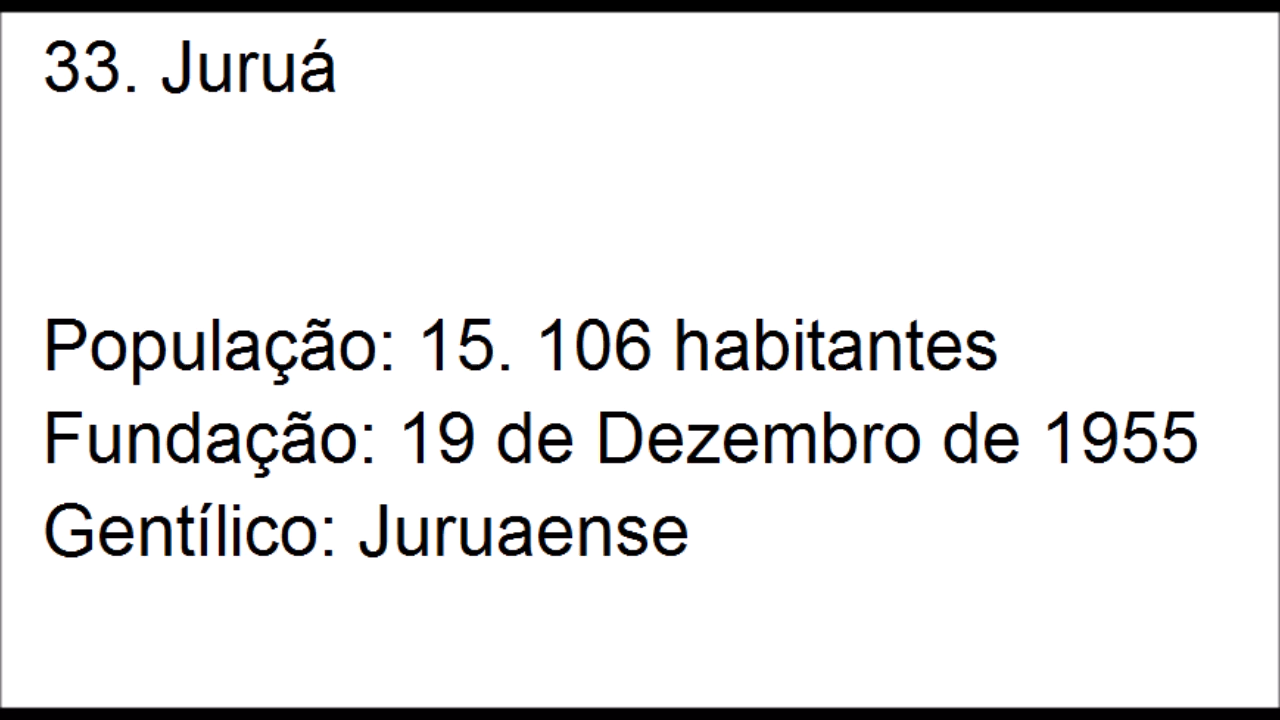 33. Juruá
População: 15. 106 habitantes
Fundação: 19 de Dezembro de 1955
Gentílico: Juruaense